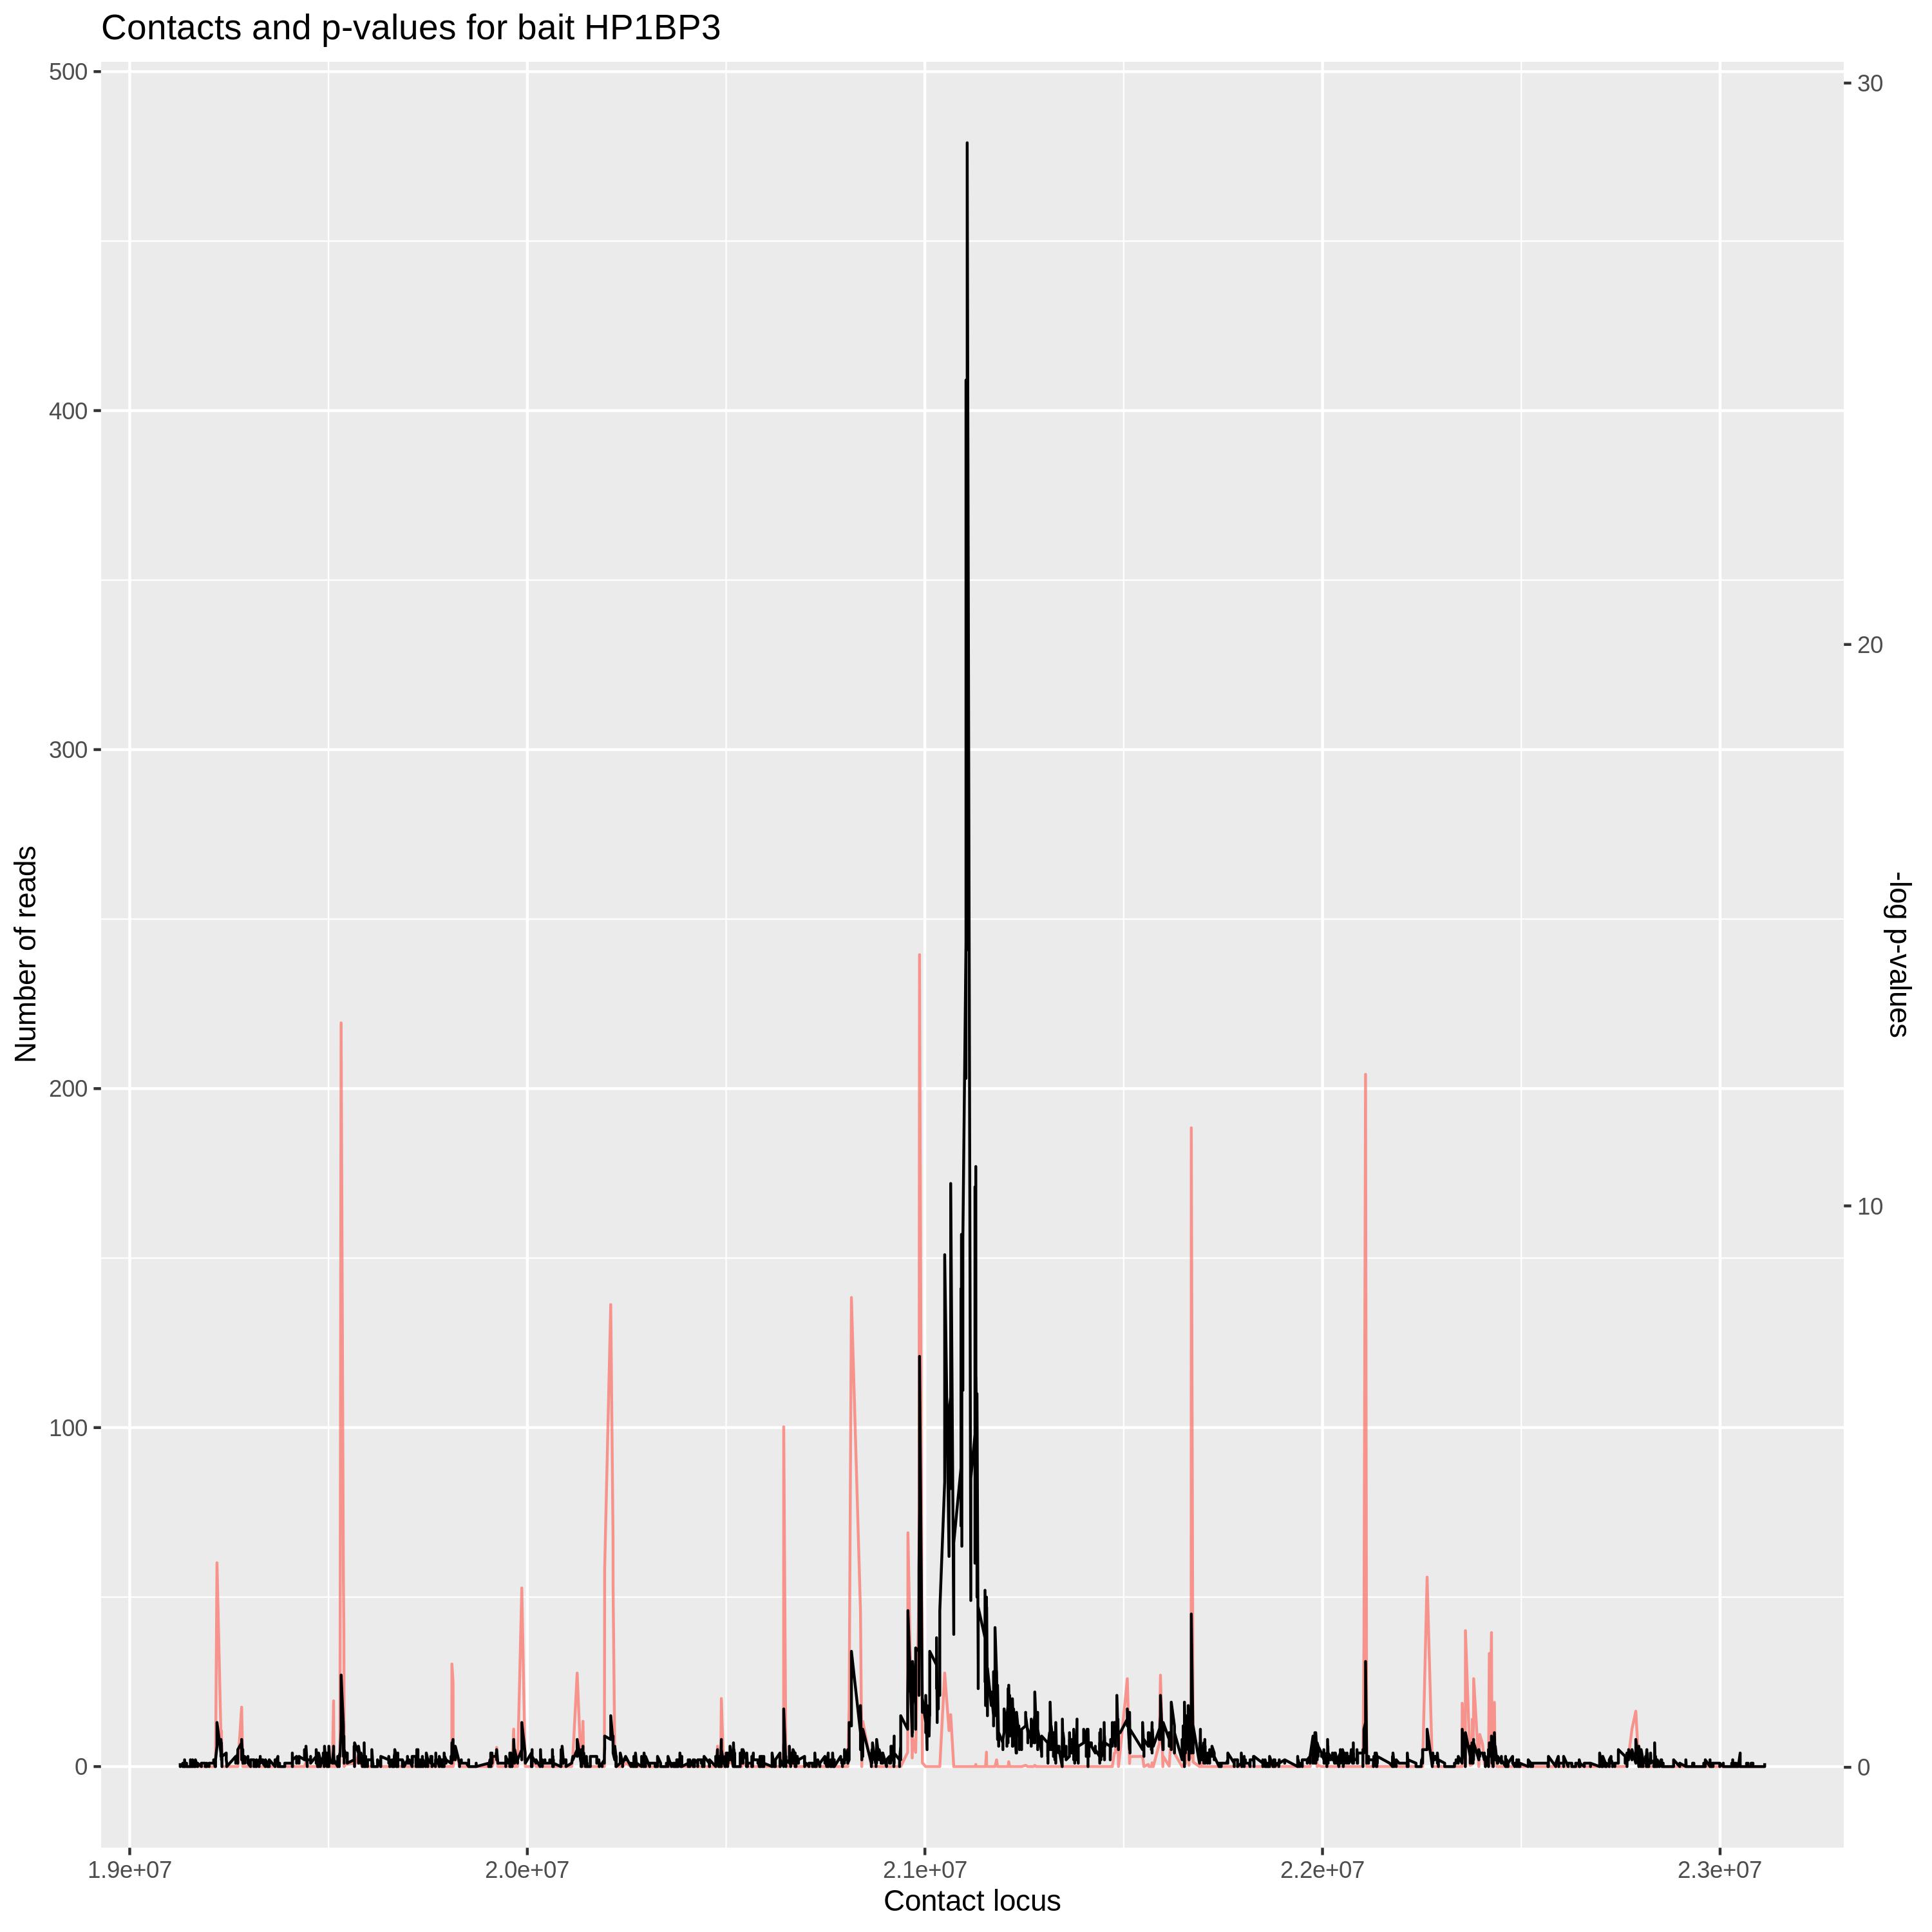 Contacts and p-values for bait HP1BP3
500
400
300
200
100
0
Number of reads
30
20
10
0
-log p-values
1.9e+07
2.0e+07
2.1e+07
2.2e+07
2.3e+07
Contact locus